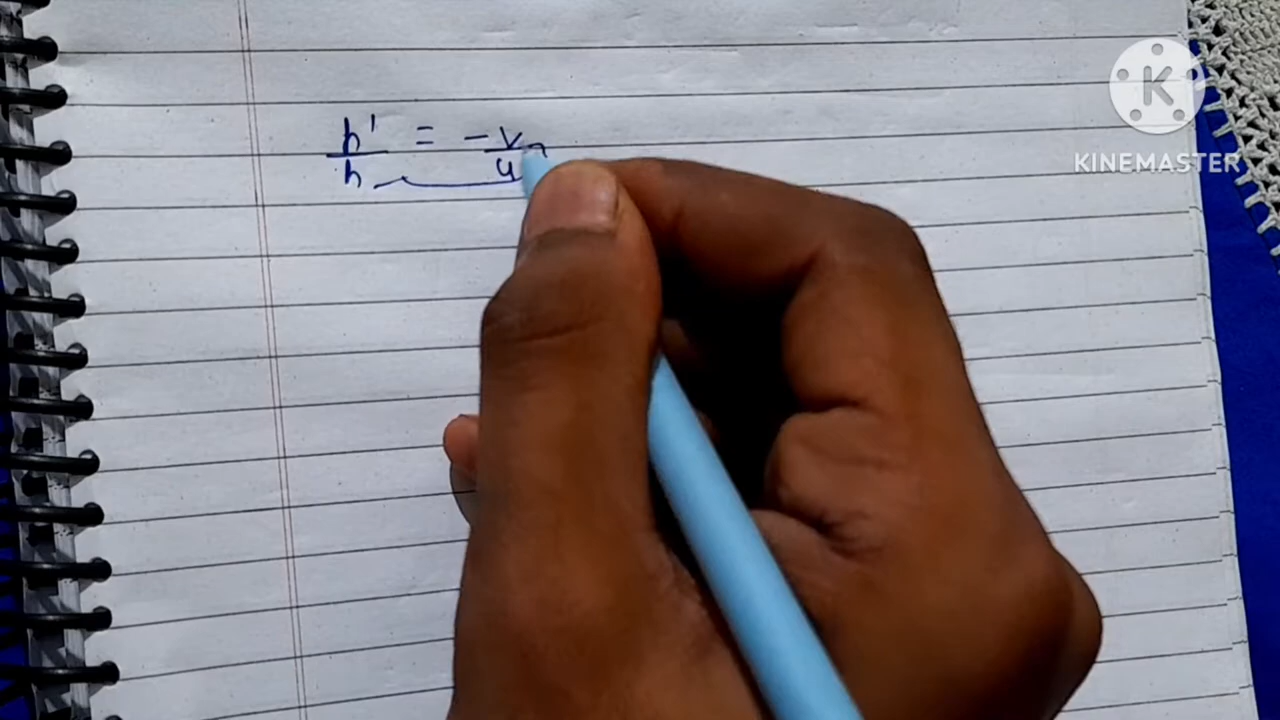 h' / h = - v / u
K
KINEMASTER